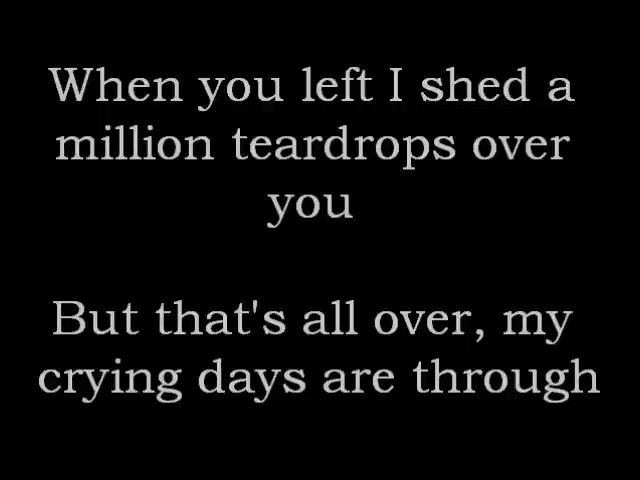 When you left I shed a
million teardrops over
you
But that's all over, my
crying days are through